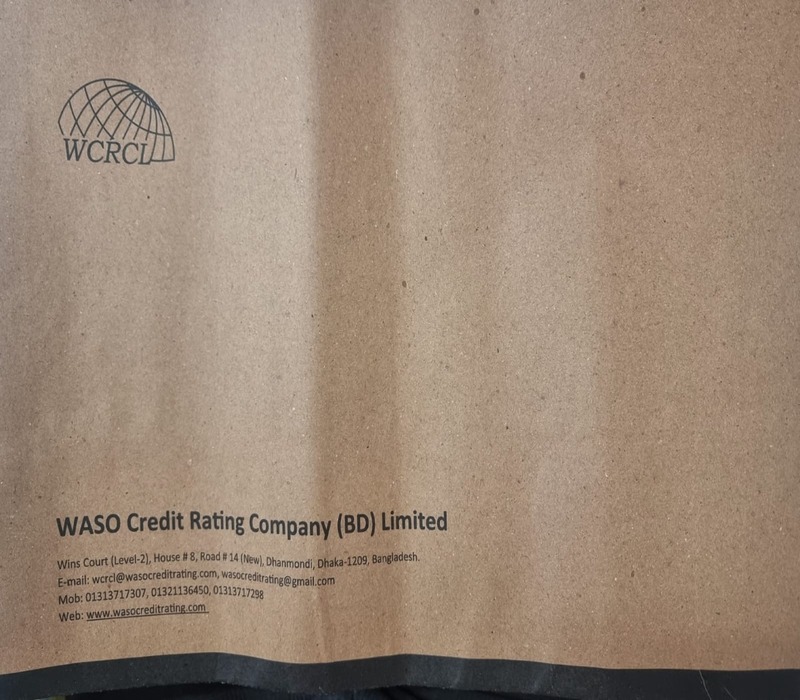 WCRCL
WASO Credit Rating Company (BD) Limited
Wins Court (Level-2), House # 8, Road # 14 (New), Dhanmondi, Dhaka-1209, Bangladesh.
E-mail: wcrcl@wasocreditrating.com, wasocreditrating@gmail.com
Mob: 01313717307, 01321136450, 01313717298
Web: www.wasocreditrating.com